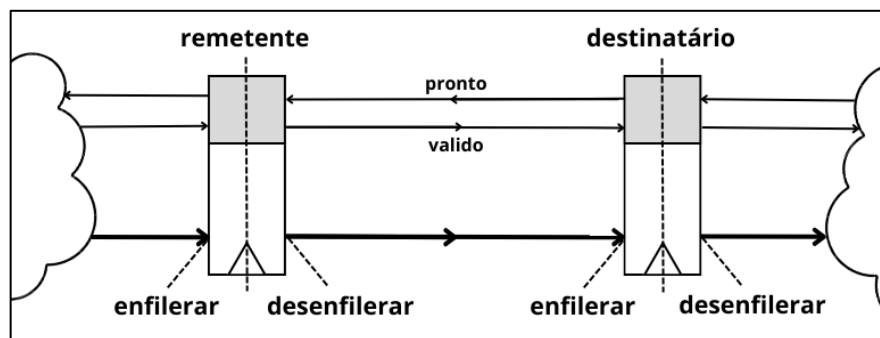 remetente
destinatário
pronto
valido
enfilerar
desenfilerar
enfilerar
desenfilerar